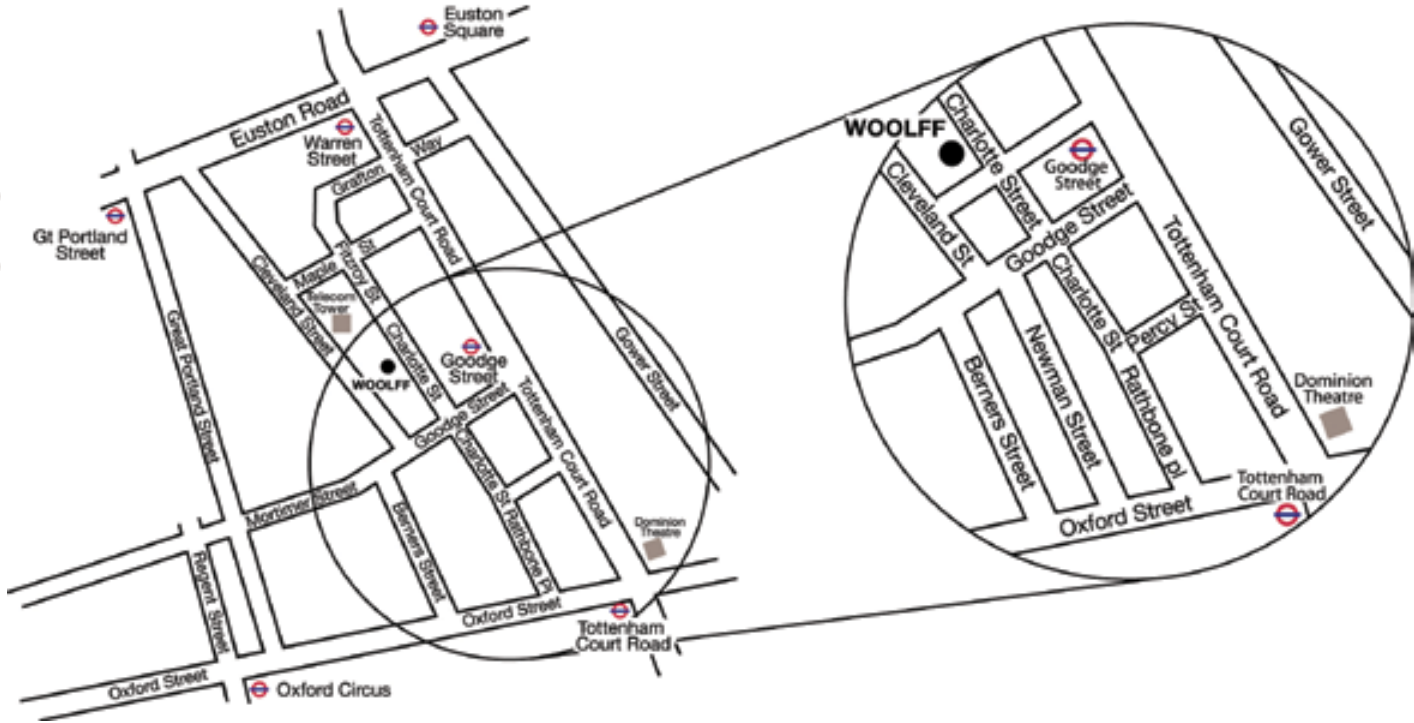 Euston
Square
Euston Road
Warren
Street
Tottenham Court Road
Grafton
Way
Gt Portland
Street
Cleveland Street
Maple
St
Fitzroy St
Telecom
Tower
Great Portland Street
Charlotte St
WOOLFF
Goodge
Street
Gower Street
Goodge Street
Tottenham Court Road
Charlotte St
Rathbone Pl
Mortimer Street
Berners Street
Dominion
Theatre
Regent Street
Oxford Street
Tottenham
Court Road
Oxford Street
Oxford Circus
WOOLFF
Charlotte Street
Cleveland St
Goodge
Street
Gower Street
Goodge Street
Tottenham Court Road
Charlotte St
Percy St
Newman Street
Berners Street
Rathbone pl
Dominion
Theatre
Tottenham
Court Road
Oxford Street